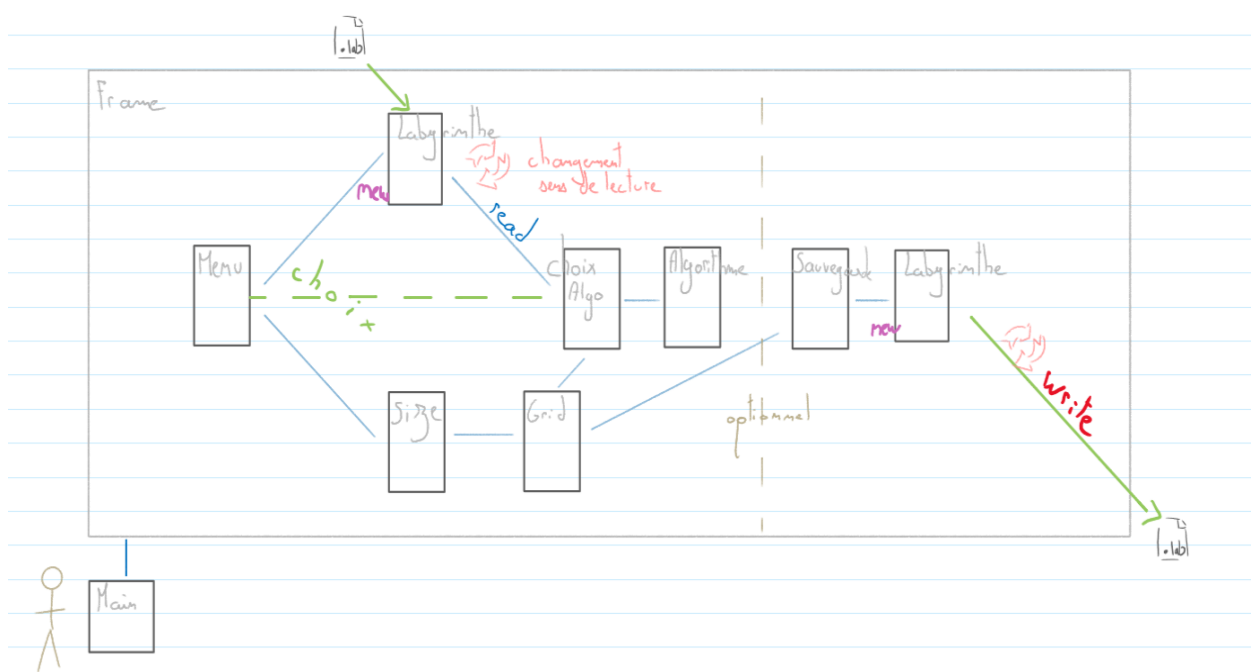 .lab
Frame
Labyrinthe
changement
sens de lecture
new
read
Menu
choix
Choix
Algo
Algorithme
Sauvegarde
Labyrinthe
new
Size
Grid
optionnel
Write
.lab
Main